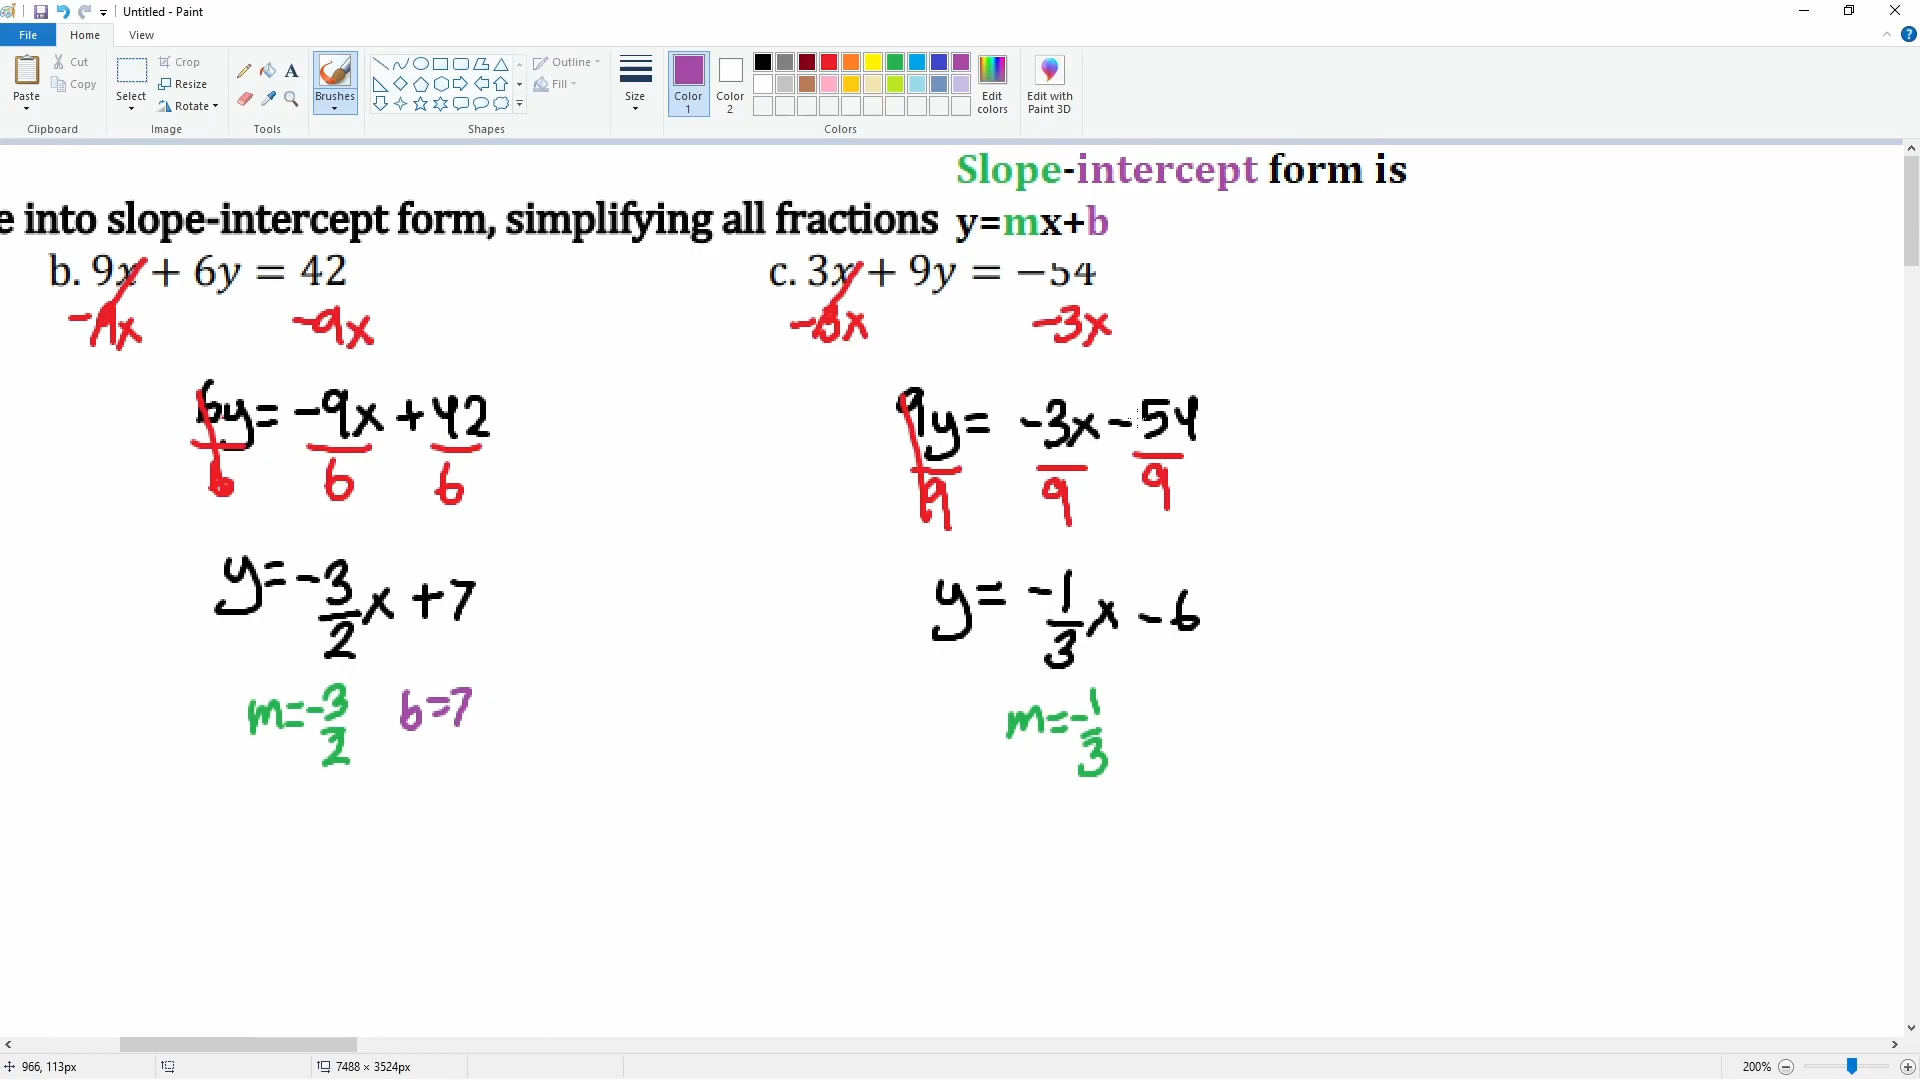 Untitled - Paint
File Home View
Paste
Cut
Copy
Clipboard
Select
Crop
Resize
Rotate
Image
A
Tools
Brushes
Outline
Fill
Shapes
Size
Color 1
Color 2
Edit colors
Edit with Paint 3D
Colors
Slope-intercept form is
y=mx+b
e into slope-intercept form, simplifying all fractions
b. 9x + 6y = 42
-9x -9x
6y = -9x + 42
6 6 6
y = -3/2 x + 7
m = -3/2 b = 7
c. 3x + 9y = −54
-3x -3x
9y = -3x - 54
9 9 9
y = -1/3 x - 6
m = -1/3
966, 113px
7488 × 3524px
200%